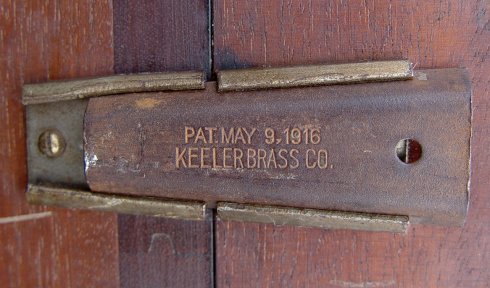 PAT. MAY 9, 1916
KEELER BRASS CO.